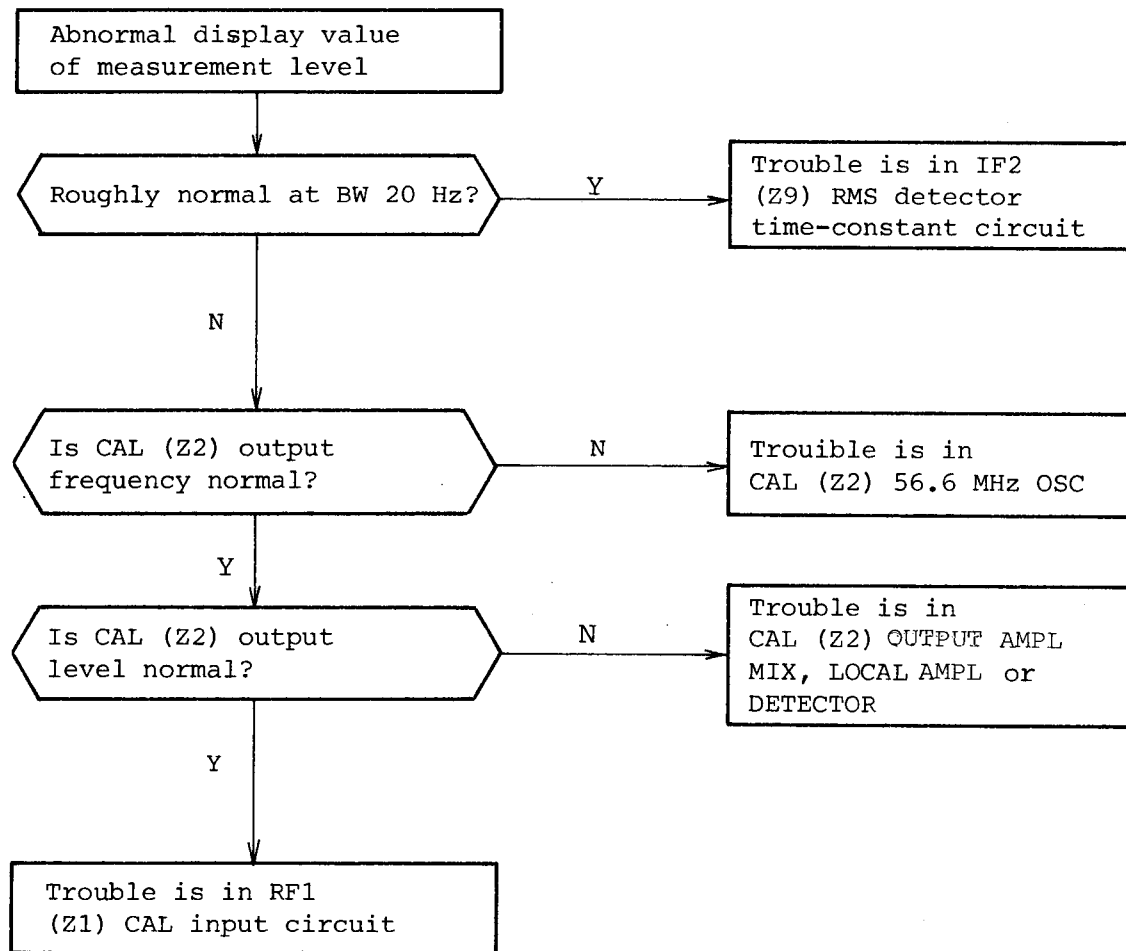 Abnormal display value
of measurement level
Roughly normal at BW 20 Hz?
Y
Trouble is in IF2
(Z9) RMS detector
time-constant circuit
N
Is CAL (Z2) output
frequency normal?
N
Trouible is in
CAL (Z2) 56.6 MHz OSC
Y
Is CAL (Z2) output
level normal?
N
Trouble is in
CAL (Z2) OUTPUT AMPL
MIX, LOCAL AMPL or
DETECTOR
Y
Trouble is in RF1
(Z1) CAL input circuit